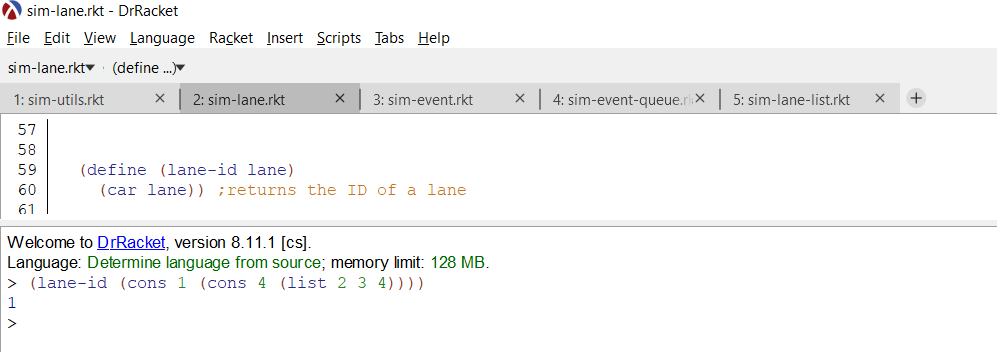 sim-lane.rkt - DrRacket
File Edit View Language Racket Insert Scripts Tabs Help
sim-lane.rkt▾ · (define ...)▾
1: sim-utils.rkt × 2: sim-lane.rkt × 3: sim-event.rkt × 4: sim-event-queue.rk × 5: sim-lane-list.rkt × +
57
58
59 (define (lane-id lane)
60 (car lane)) ;returns the ID of a lane
61
Welcome to DrRacket, version 8.11.1 [cs].
Language: Determine language from source; memory limit: 128 MB.
> (lane-id (cons 1 (cons 4 (list 2 3 4))))
1
>